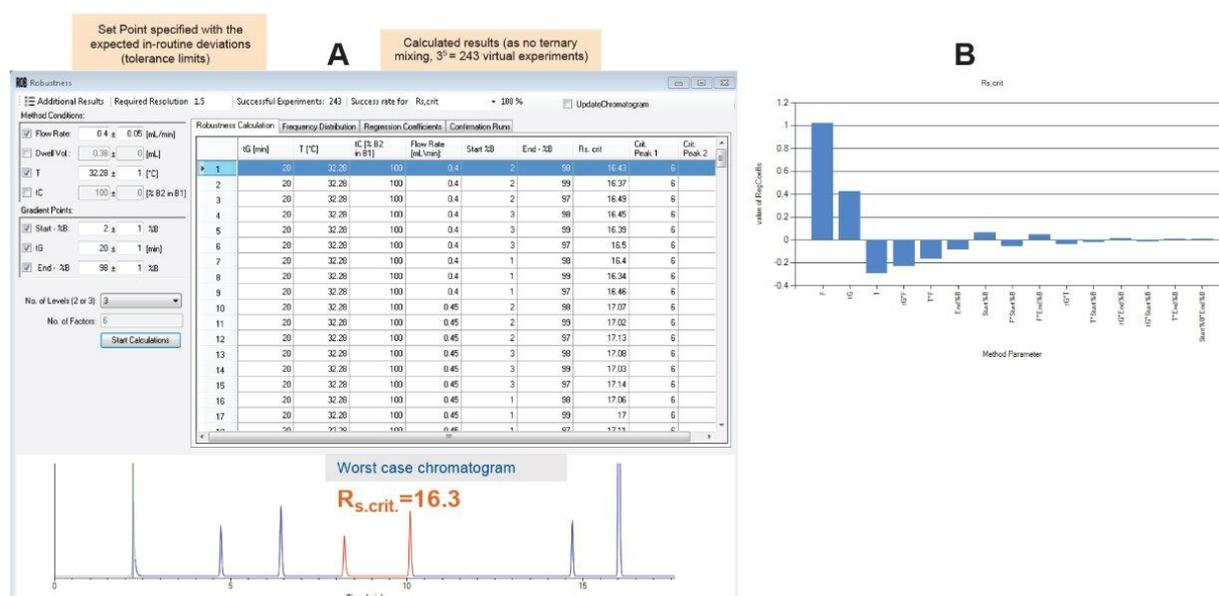 Set Point specified with the
expected in-routine deviations
(tolerance limits)
A
Calculated results (as no ternary
mixing, 3⁵ = 243 virtual experiments)
B
Robustness
Additional Results Required Resolution 1.5 Successful Experiments: 243 Success rate for Rs,crit 100 % UpdateChromatogram
Method Conditions:
Flow Rate: 0.4 ± 0.05 [mL/min]
Dwell Vol.: 0.38 ± 0 [mL]
T 32.28 ± 1 [°C]
tC 100 ± 0 [% B2 in B1]
Gradient Points:
Start - %B: 2 ± 1 %B
tG 20 ± 1 [min]
End - %B 98 ± 1 %B
No. of Levels (2 or 3): 3
No. of Factors: 6
Start Calculations
Robustness Calculation Frequency Distribution Regression Coefficients Confirmation Runs
tG [min] T [°C] tC [% B2 in B1] Flow Rate [mL\min] Start %B End - %B Rs. crit Crit. Peak 1 Crit. Peak 2
1 20 32.28 100 0.4 2 98 16.43 6
2 20 32.28 100 0.4 2 99 16.37 6
3 20 32.28 100 0.4 2 97 16.49 6
4 20 32.28 100 0.4 3 98 16.45 6
5 20 32.28 100 0.4 3 99 16.39 6
6 20 32.28 100 0.4 3 97 16.5 6
7 20 32.28 100 0.4 1 98 16.4 6
8 20 32.28 100 0.4 1 99 16.34 6
9 20 32.28 100 0.4 1 97 16.46 6
10 20 32.28 100 0.45 2 98 17.07 6
11 20 32.28 100 0.45 2 99 17.02 6
12 20 32.28 100 0.45 2 97 17.13 6
13 20 32.28 100 0.45 3 98 17.08 6
14 20 32.28 100 0.45 3 99 17.03 6
15 20 32.28 100 0.45 3 97 17.14 6
16 20 32.28 100 0.45 1 98 17.06 6
17 20 32.28 100 0.45 1 99 17 6
Worst case chromatogram
Rs.crit.=16.3
0 5 10 15
Rs,crit
value of RegCoeffs
1.2
1
0.8
0.6
0.4
0.2
0
-0.2
-0.4
F tG T tG*F T*F End%B Start%B F*Start%B F*End%B tG*T T*Start%B tG*End%B tG*Start%B T*End%B Start%B*End%B
Method Parameter